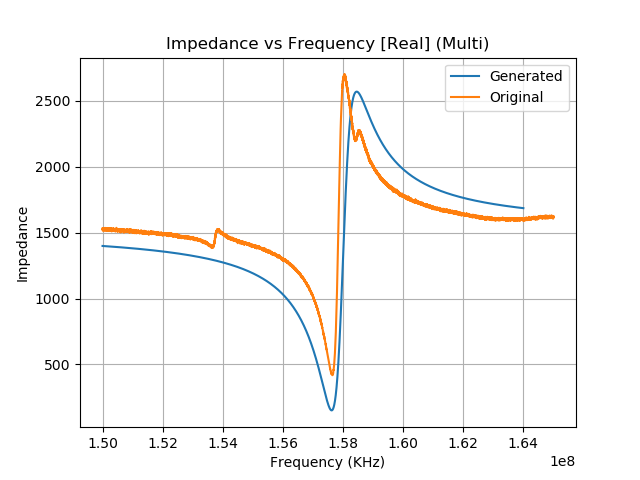 Impedance vs Frequency [Real] (Multi)
Generated
Original
Impedance
2500
2000
1500
1000
500
1.50 1.52 1.54 1.56 1.58 1.60 1.62 1.64
1e8
Frequency (KHz)